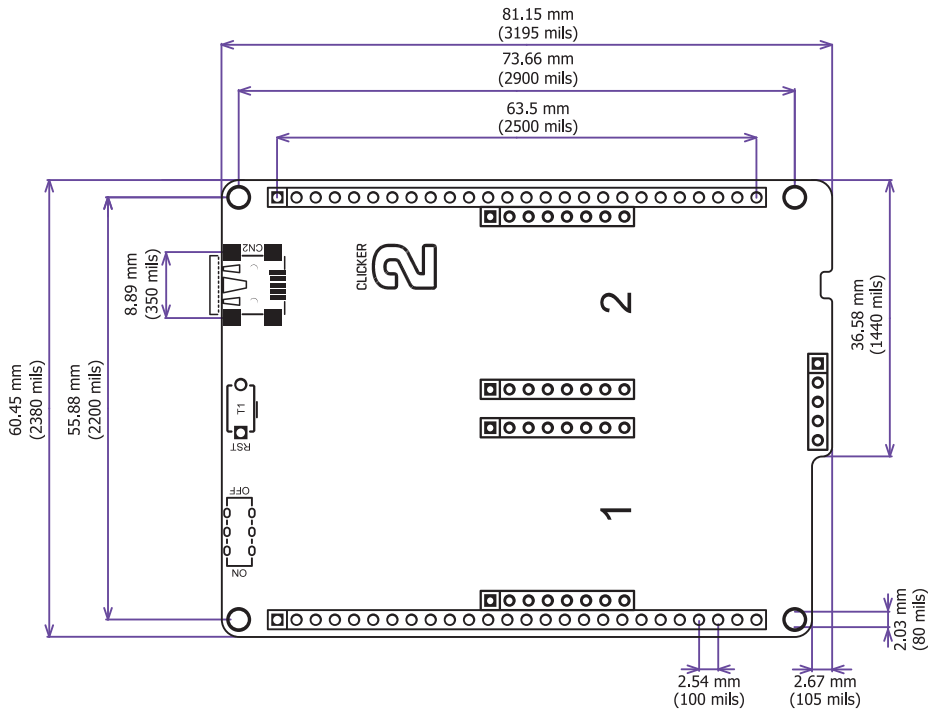 81.15 mm
(3195 mils)
73.66 mm
(2900 mils)
63.5 mm
(2500 mils)
60.45 mm
(2380 mils)
55.88 mm
(2200 mils)
8.89 mm
(350 mils)
CN2
CLICKER
2
2
36.58 mm
(1440 mils)
T1
RST
OFF
ON
1
2.03 mm
(80 mils)
2.54 mm
(100 mils)
2.67 mm
(105 mils)